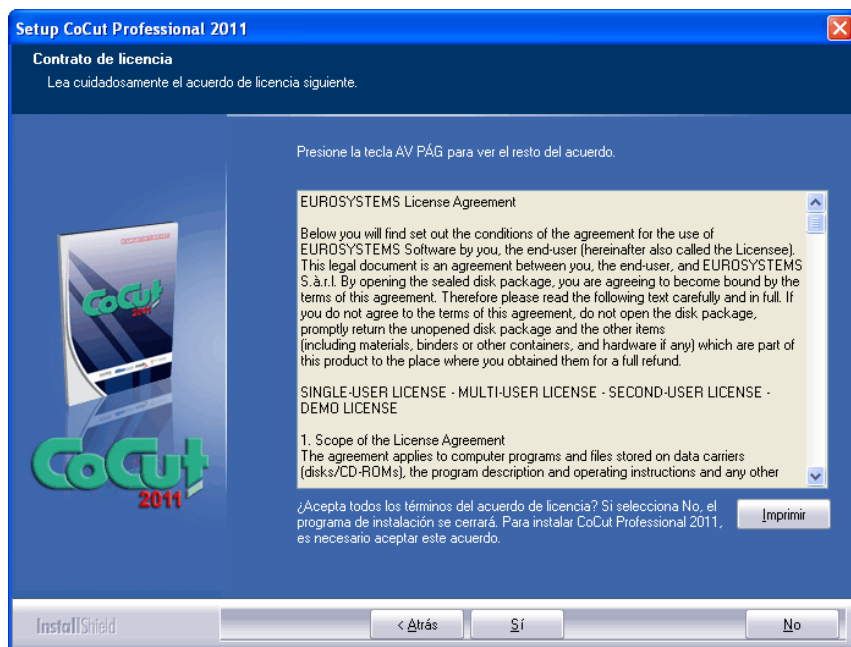 Setup CoCut Professional 2011
Contrato de licencia
Lea cuidadosamente el acuerdo de licencia siguiente.
Presione la tecla AV PÁG para ver el resto del acuerdo.
EUROSYSTEMS License Agreement
Below you will find set out the conditions of the agreement for the use of
EUROSYSTEMS Software by you, the end-user (hereinafter also called the Licensee).
This legal document is an agreement between you, the end-user, and EUROSYSTEMS
S.à.r.l. By opening the sealed disk package, you are agreeing to become bound by the
terms of this agreement. Therefore please read the following text carefully and in full. If
you do not agree to the terms of this agreement, do not open the disk package,
promptly return the unopened disk package and the other items
(including materials, binders or other containers, and hardware if any) which are part of
this product to the place where you obtained them for a full refund.
SINGLE-USER LICENSE - MULTI-USER LICENSE - SECOND-USER LICENSE -
DEMO LICENSE
1. Scope of the License Agreement
The agreement applies to computer programs and files stored on data carriers
(disks/CD-ROMs), the program description and operating instructions and any other
CoCut
2011
CoCut
2011
¿Acepta todos los términos del acuerdo de licencia? Si selecciona No, el
programa de instalación se cerrará. Para instalar CoCut Professional 2011,
es necesario aceptar este acuerdo.
Imprimir
InstallShield
< Atrás
Sí
No